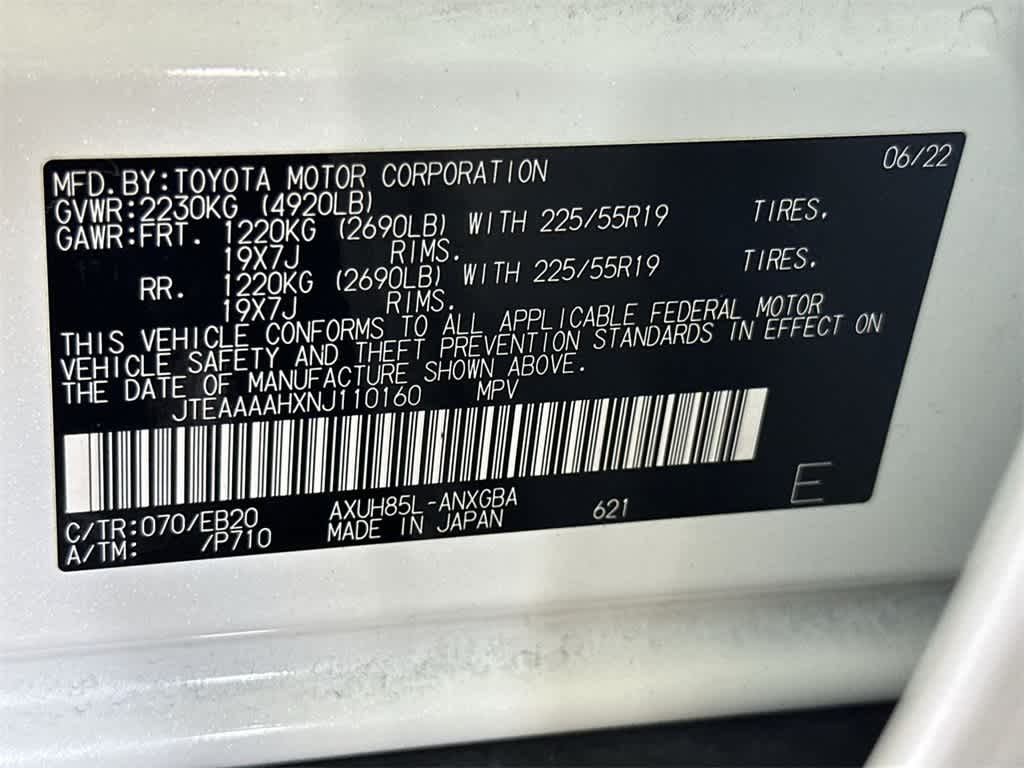 06/22
MFD.BY:TOYOTA MOTOR CORPORATION
GVWR:2230KG (4920LB)
GAWR:FRT. 1220KG (2690LB) WITH 225/55R19 TIRES.
19X7J RIMS.
RR. 1220KG (2690LB) WITH 225/55R19 TIRES.
19X7J RIMS.
THIS VEHICLE CONFORMS TO ALL APPLICABLE FEDERAL MOTOR
VEHICLE SAFETY AND THEFT PREVENTION STANDARDS IN EFFECT ON
THE DATE OF MANUFACTURE SHOWN ABOVE.
JTEAAAAHXNJ110160 MPV
C/TR:070/EB20 AXUH85L-ANXGBA 621 E
A/TM: /P710 MADE IN JAPAN